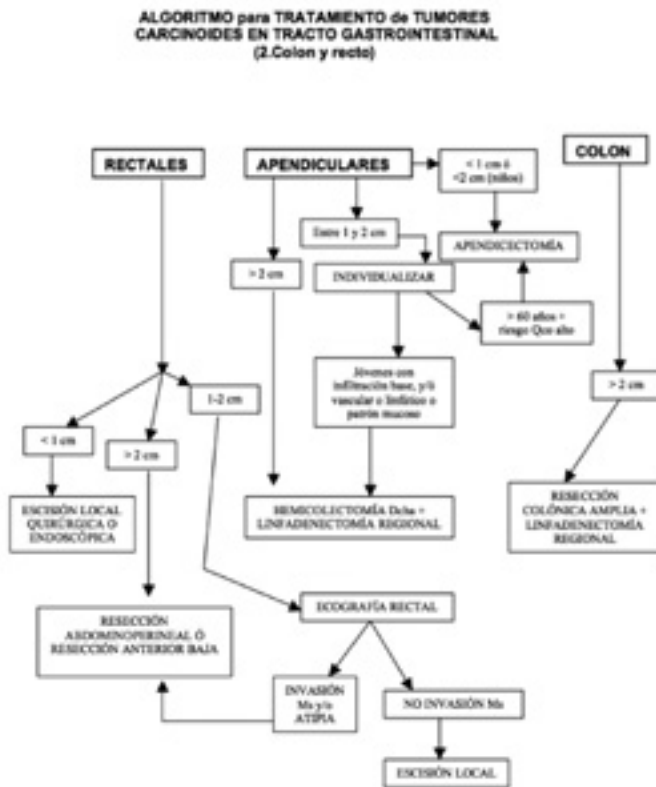 ALGORITMO para TRATAMIENTO de TUMORES
CARCINOIDES EN TRACTO GASTROINTESTINAL
(2.Colon y recto)
RECTALES
APENDICULARES
< 1 cm ó
<2 cm (niños)
COLON
Entre 1 y 2 cm
APENDICECTOMÍA
> 2 cm
INDIVIDUALIZAR
> 60 años +
riesgo Qco alto
Jóvenes con
infiltración base, y/ó
vascular o linfático o
patrón mucoso
> 2 cm
1-2 cm
< 1 cm
> 2 cm
ESCISIÓN LOCAL
QUIRÚRGICA O
ENDOSCÓPICA
HEMICOLECTOMÍA Dcha +
LINFADENECTOMÍA REGIONAL
RESECCIÓN
COLÓNICA AMPLIA +
LINFADENECTOMÍA
REGIONAL
ECOGRAFÍA RECTAL
RESECCIÓN
ABDOMINOPERINEAL Ó
RESECCIÓN ANTERIOR BAJA
INVASIÓN
Ms y/o
ATIPIA
NO INVASIÓN Ms
ESCISIÓN LOCAL